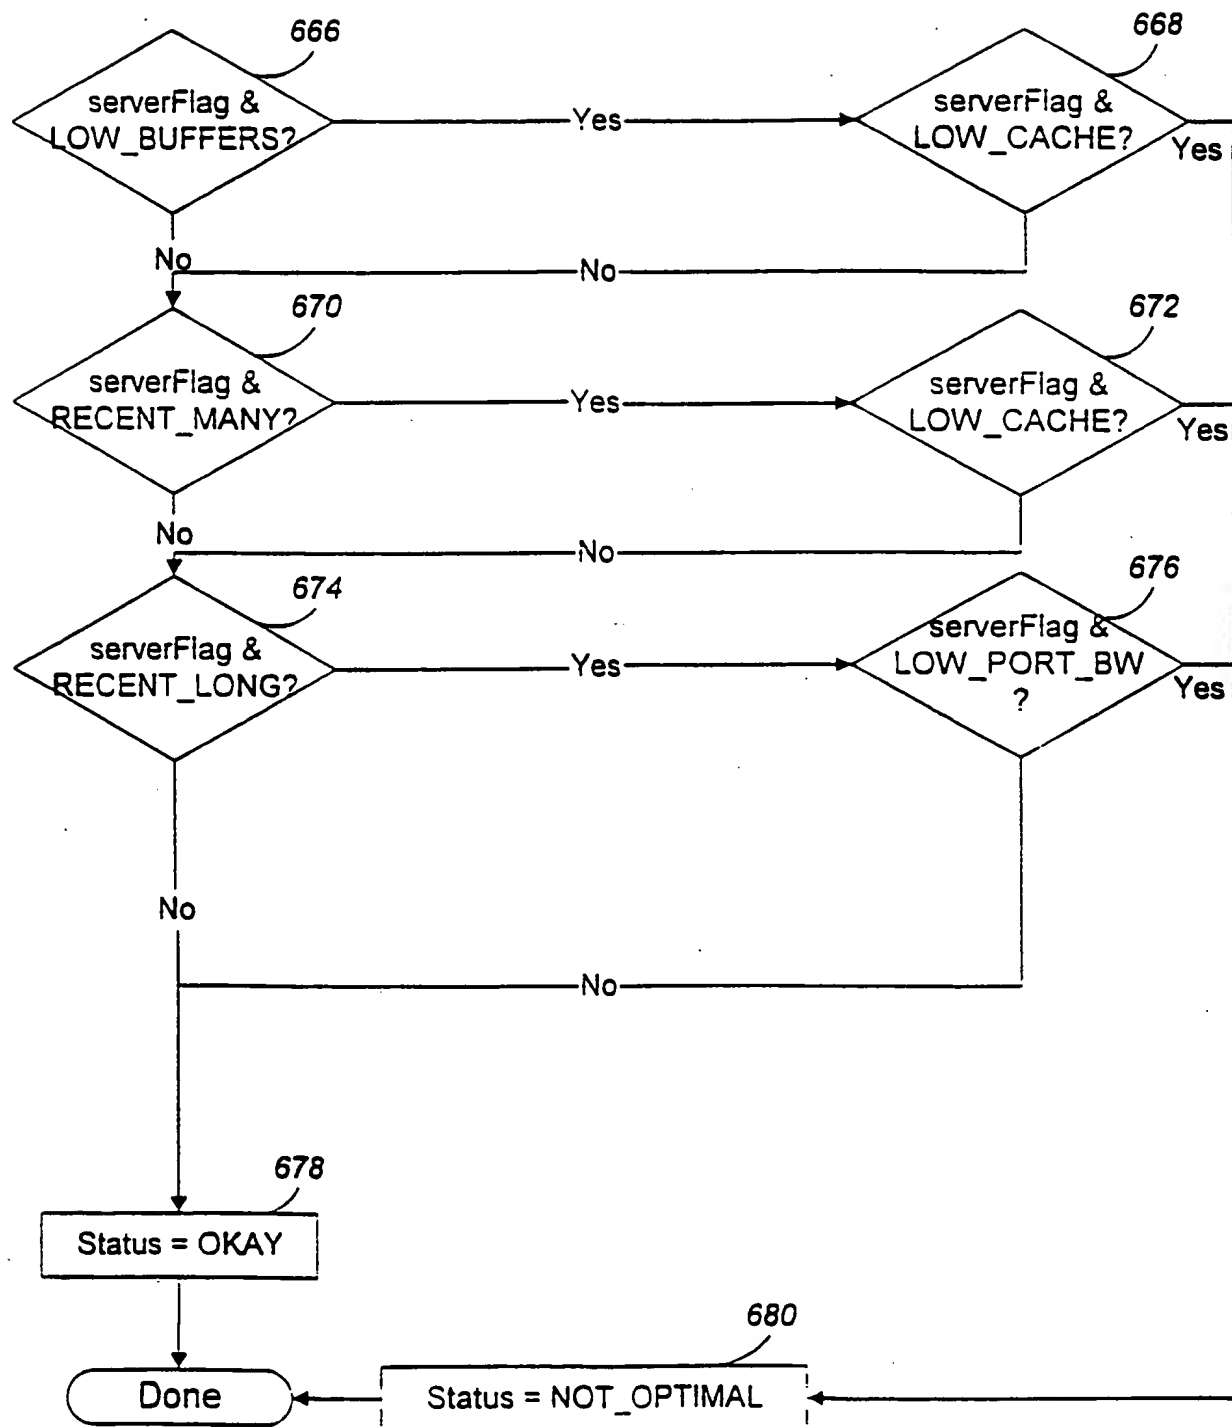 666
serverFlag &
LOW_BUFFERS?
Yes
668
serverFlag &
LOW_CACHE?
Yes
No
No
670
serverFlag &
RECENT_MANY?
Yes
672
serverFlag &
LOW_CACHE?
Yes
No
No
674
serverFlag &
RECENT_LONG?
Yes
676
serverFlag &
LOW_PORT_BW
?
Yes
No
No
678
Status = OKAY
680
Done
Status = NOT_OPTIMAL